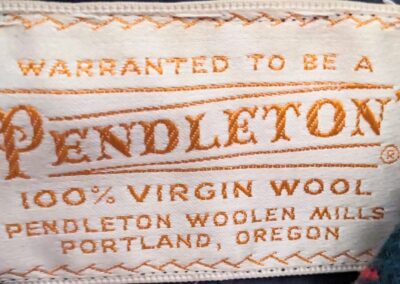 WARRANTED TO BE A
PENDLETON®
100% VIRGIN WOOL
PENDLETON WOOLEN MILLS
PORTLAND, OREGON